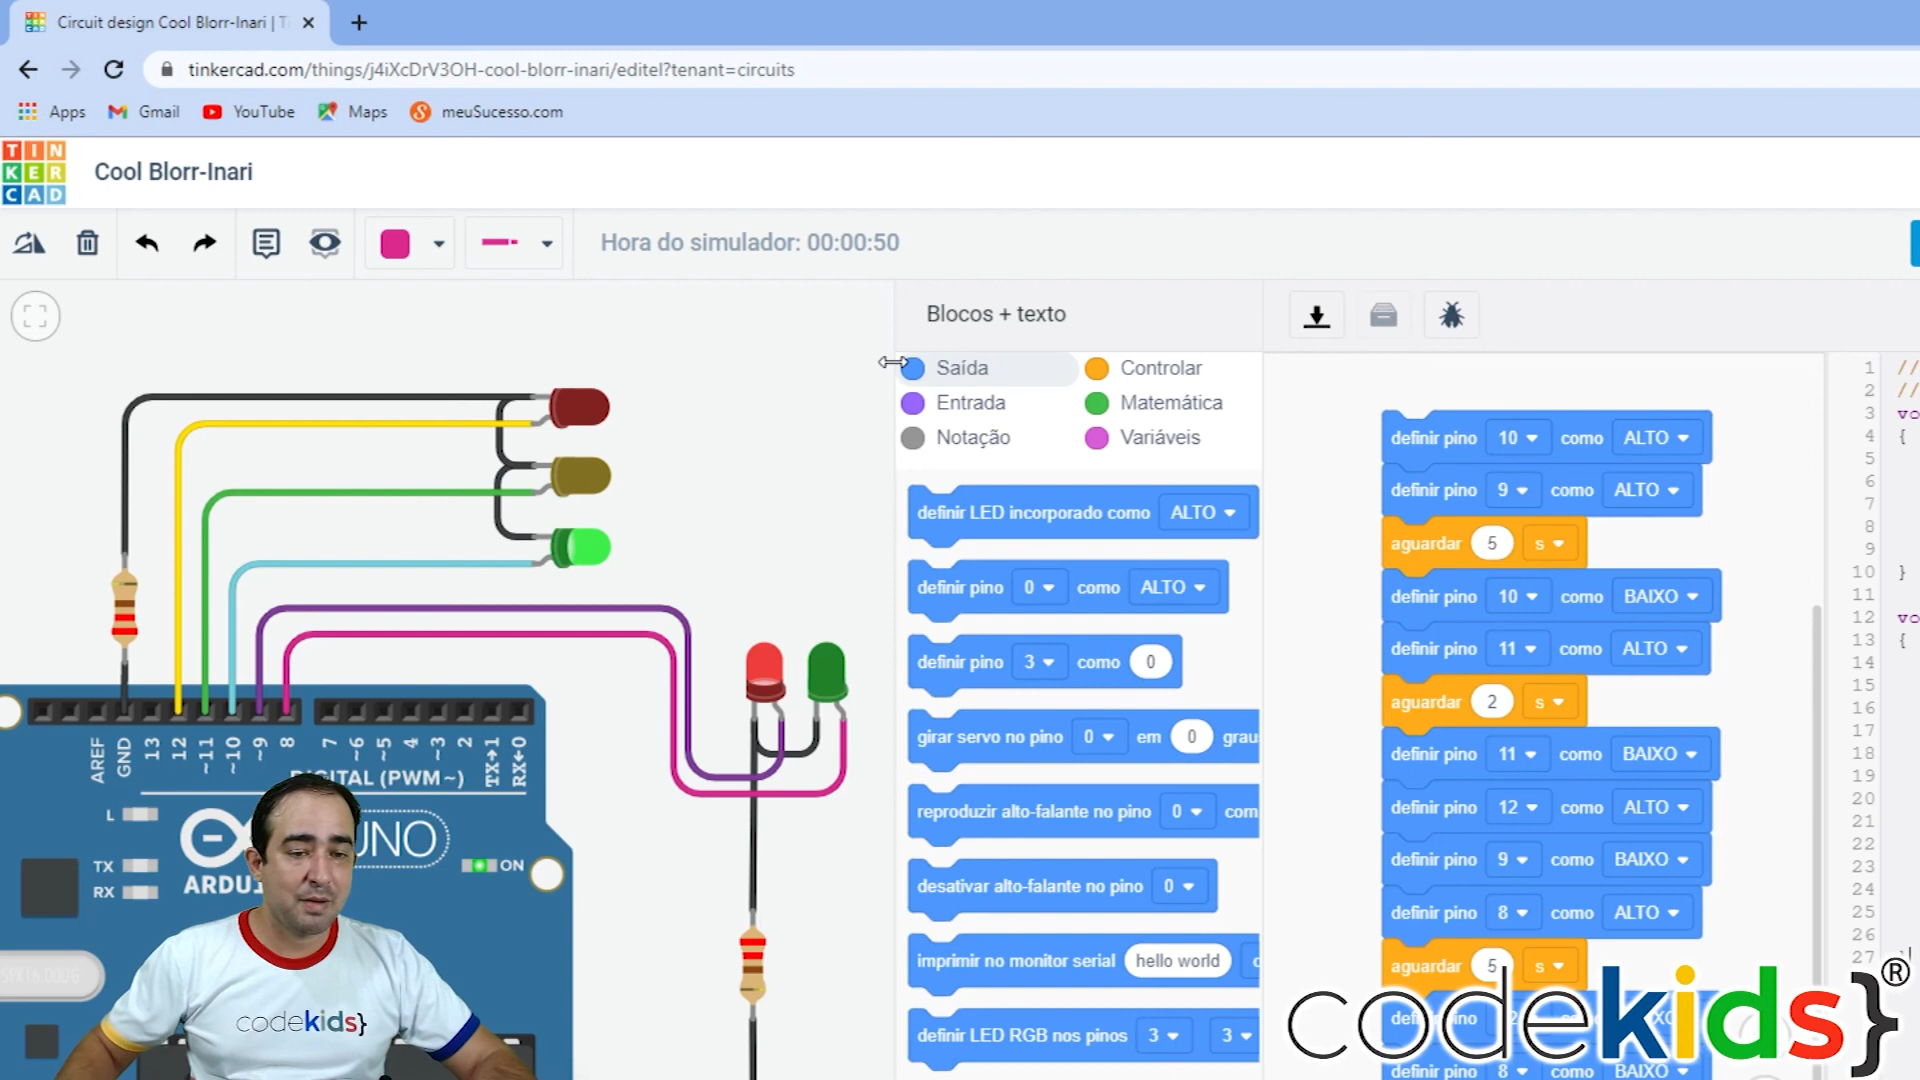 Circuit design Cool Blorr-Inari | T
tinkercad.com/things/j4iXcDrV3OH-cool-blorr-inari/editel?tenant=circuits
Apps
Gmail
YouTube
Maps
meuSucesso.com
TIN
KER
CAD
Cool Blorr-Inari
Hora do simulador: 00:00:50
Blocos + texto
Saída
Controlar
Entrada
Matemática
Notação
Variáveis
definir LED incorporado como ALTO
definir pino 0 como ALTO
definir pino 3 como 0
girar servo no pino 0 em 0 grau
reproduzir alto-falante no pino 0 com
desativar alto-falante no pino 0
imprimir no monitor serial hello world
definir LED RGB nos pinos 3 3
definir pino 10 como ALTO
definir pino 9 como ALTO
aguardar 5 s
definir pino 10 como BAIXO
definir pino 11 como ALTO
aguardar 2 s
definir pino 11 como BAIXO
definir pino 12 como ALTO
definir pino 9 como BAIXO
definir pino 8 como ALTO
aguardar 5 s
8 BAIXO
1 //
2 //
3 vo
4 {
5
6
7
8
9
10 }
11
12 vo
13 {
14
15
16
17
18
19
20
21
22
23
24
25
26
27
AREF
GND
13
12
~11
~10
~9
8
7
~6
~5
4
~3
2
TX→1
RX←0
DIGITAL (PWM~)
L
TX
RX
UNO
ON
ARDU
codekids}
codekids}®